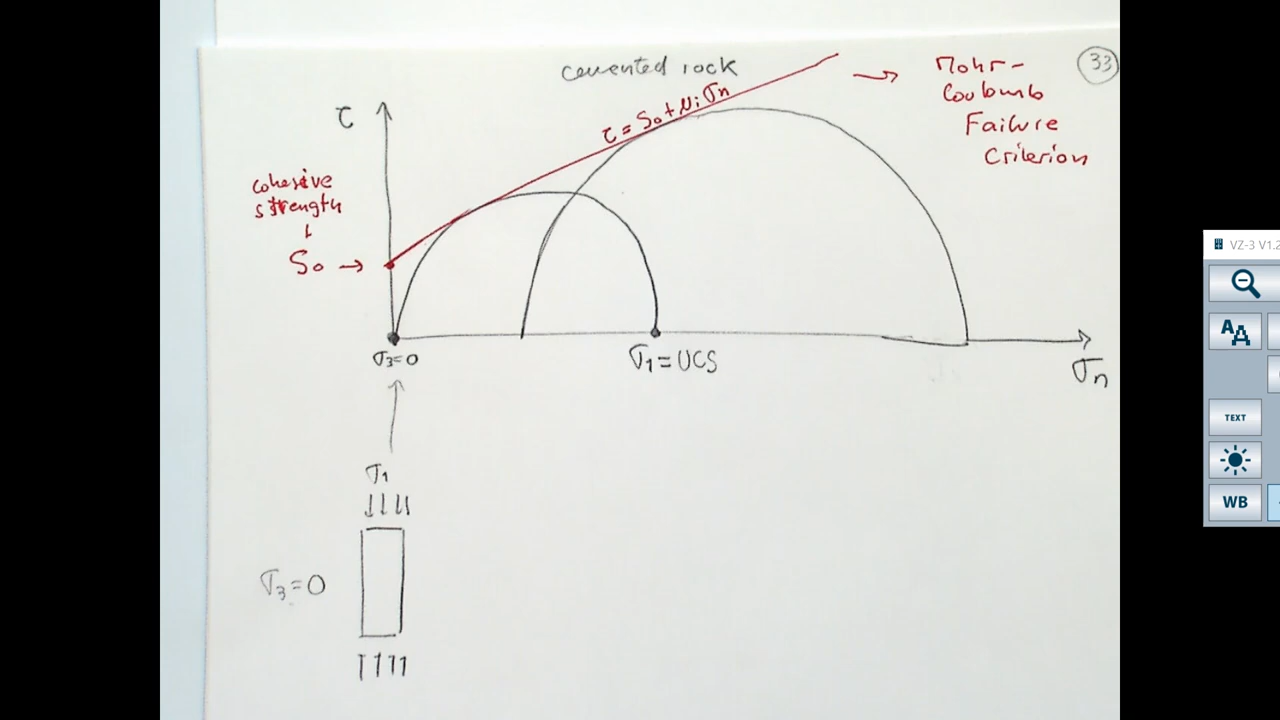 cemented rock
33
τ
τ = S₀ + μᵢ σₙ
Mohr-
Coulomb
Failure
Criterion
cohesive
strength
S₀
σ₃=0
σ₁=UCS
σₙ
σ₁
σ₃=0
VZ-3 V1.2
AA
TEXT
WB